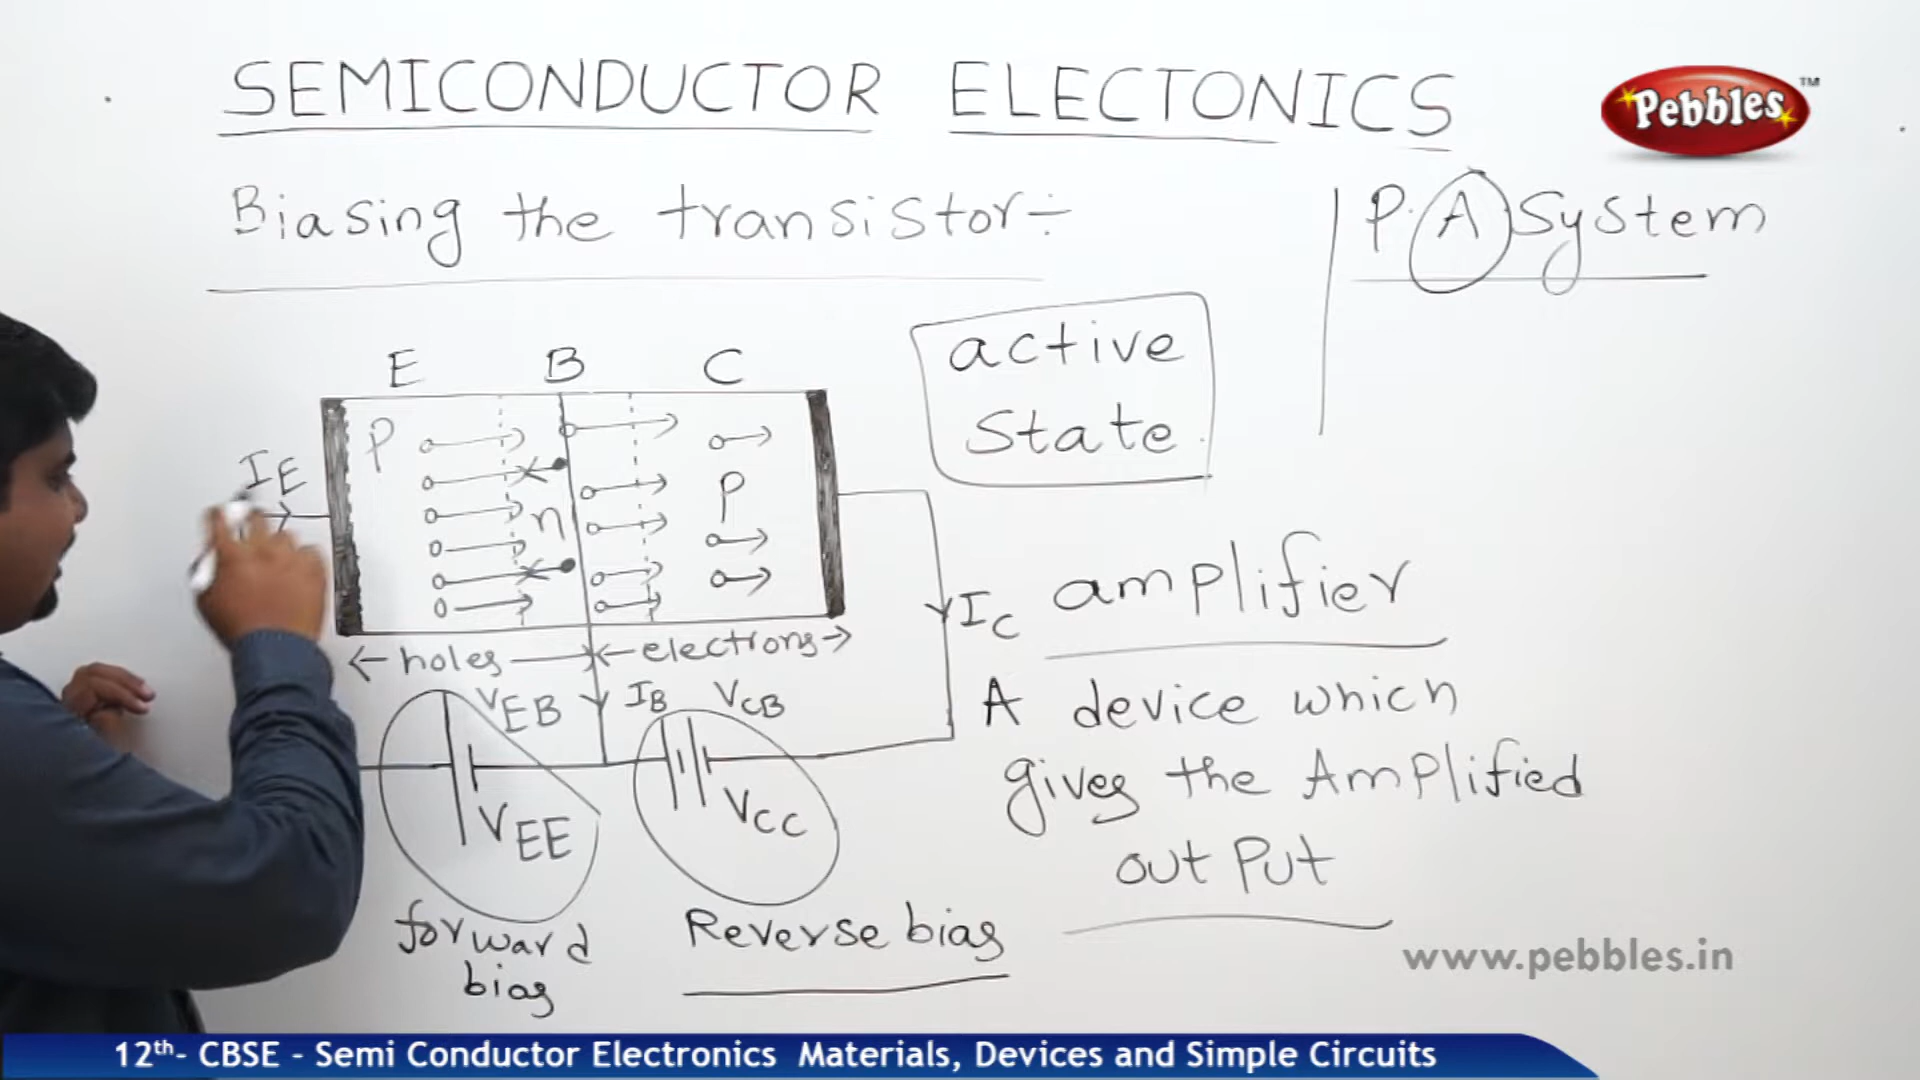 SEMICONDUCTOR ELECTONICS
Pebbles™
Biasing the transistor÷
P.A System
active
state
E B C
P
IE
n
P
holes
electrons
IC
amplifier
VEB
IB
VCB
A device which
VEE
VCC
gives the Amplified
out put
forward
bias
Reverse bias
www.pebbles.in
12th- CBSE - Semi Conductor Electronics Materials, Devices and Simple Circuits